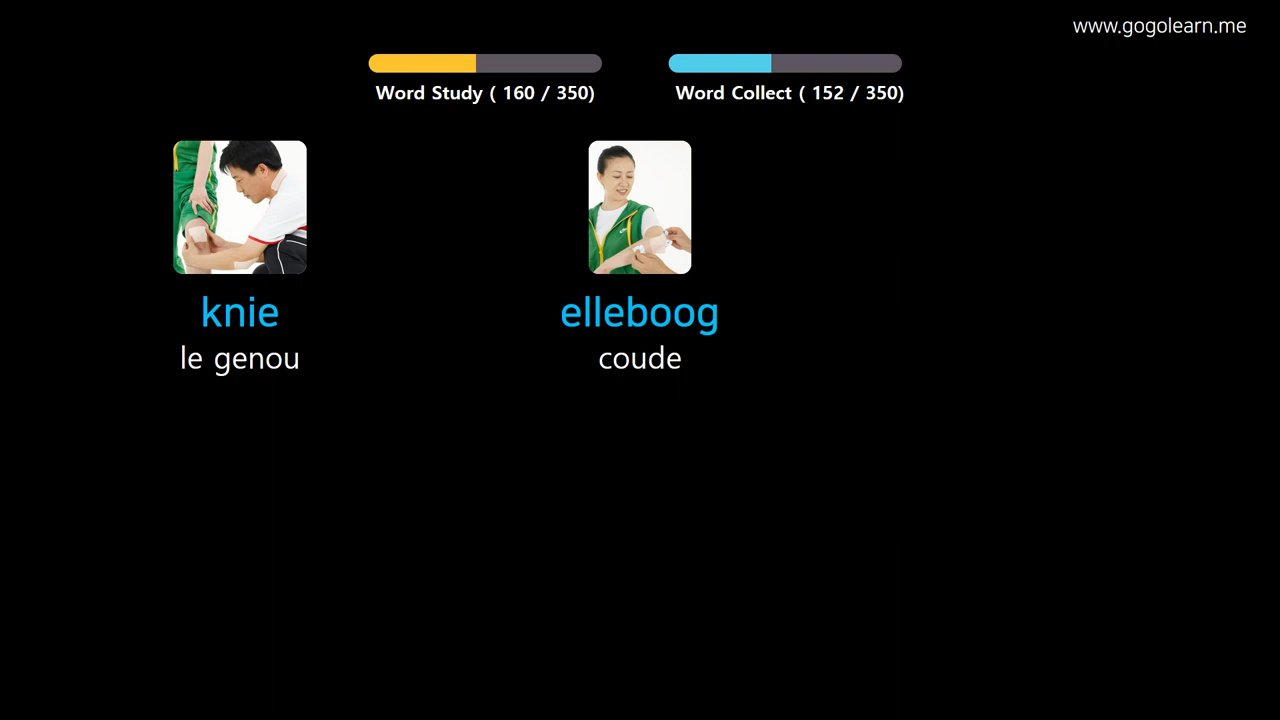 www.gogolearn.me
Word Study ( 160 / 350)
Word Collect ( 152 / 350)
knie
le genou
elleboog
coude